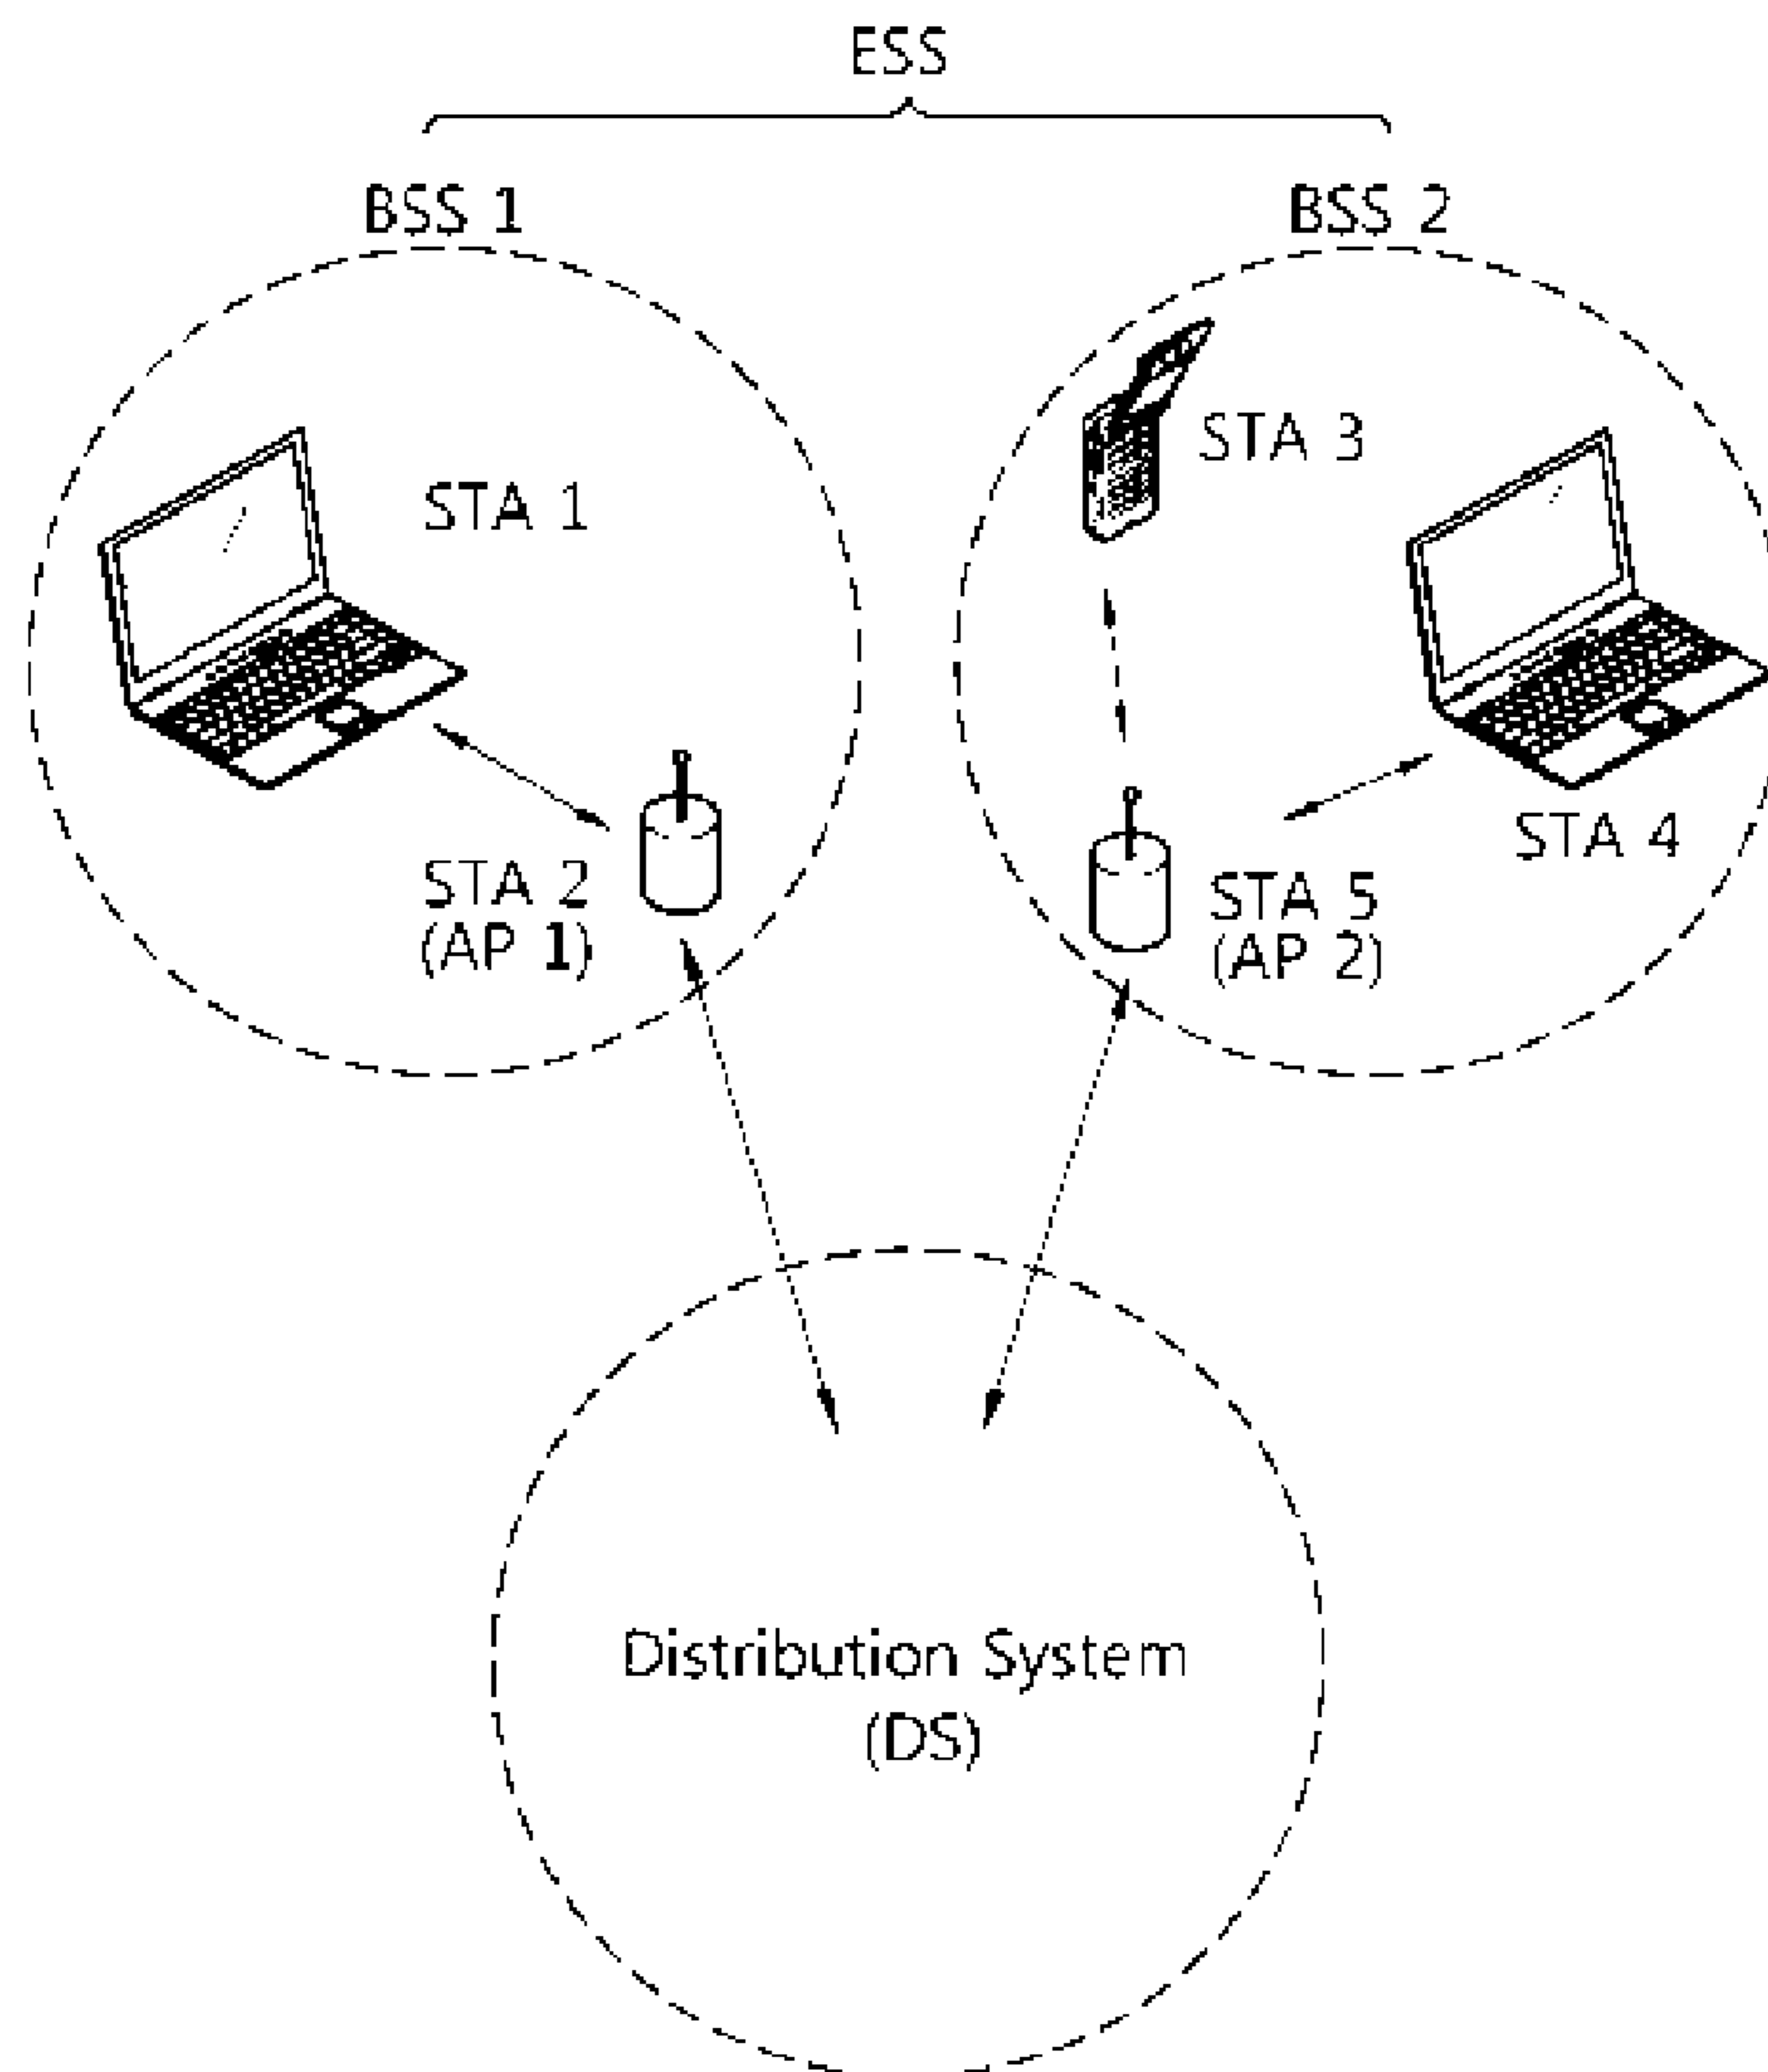 ESS
BSS 1
BSS 2
STA 1
STA 2
(AP 1)
STA 3
STA 4
STA 5
(AP 2)
Distribution System
(DS)